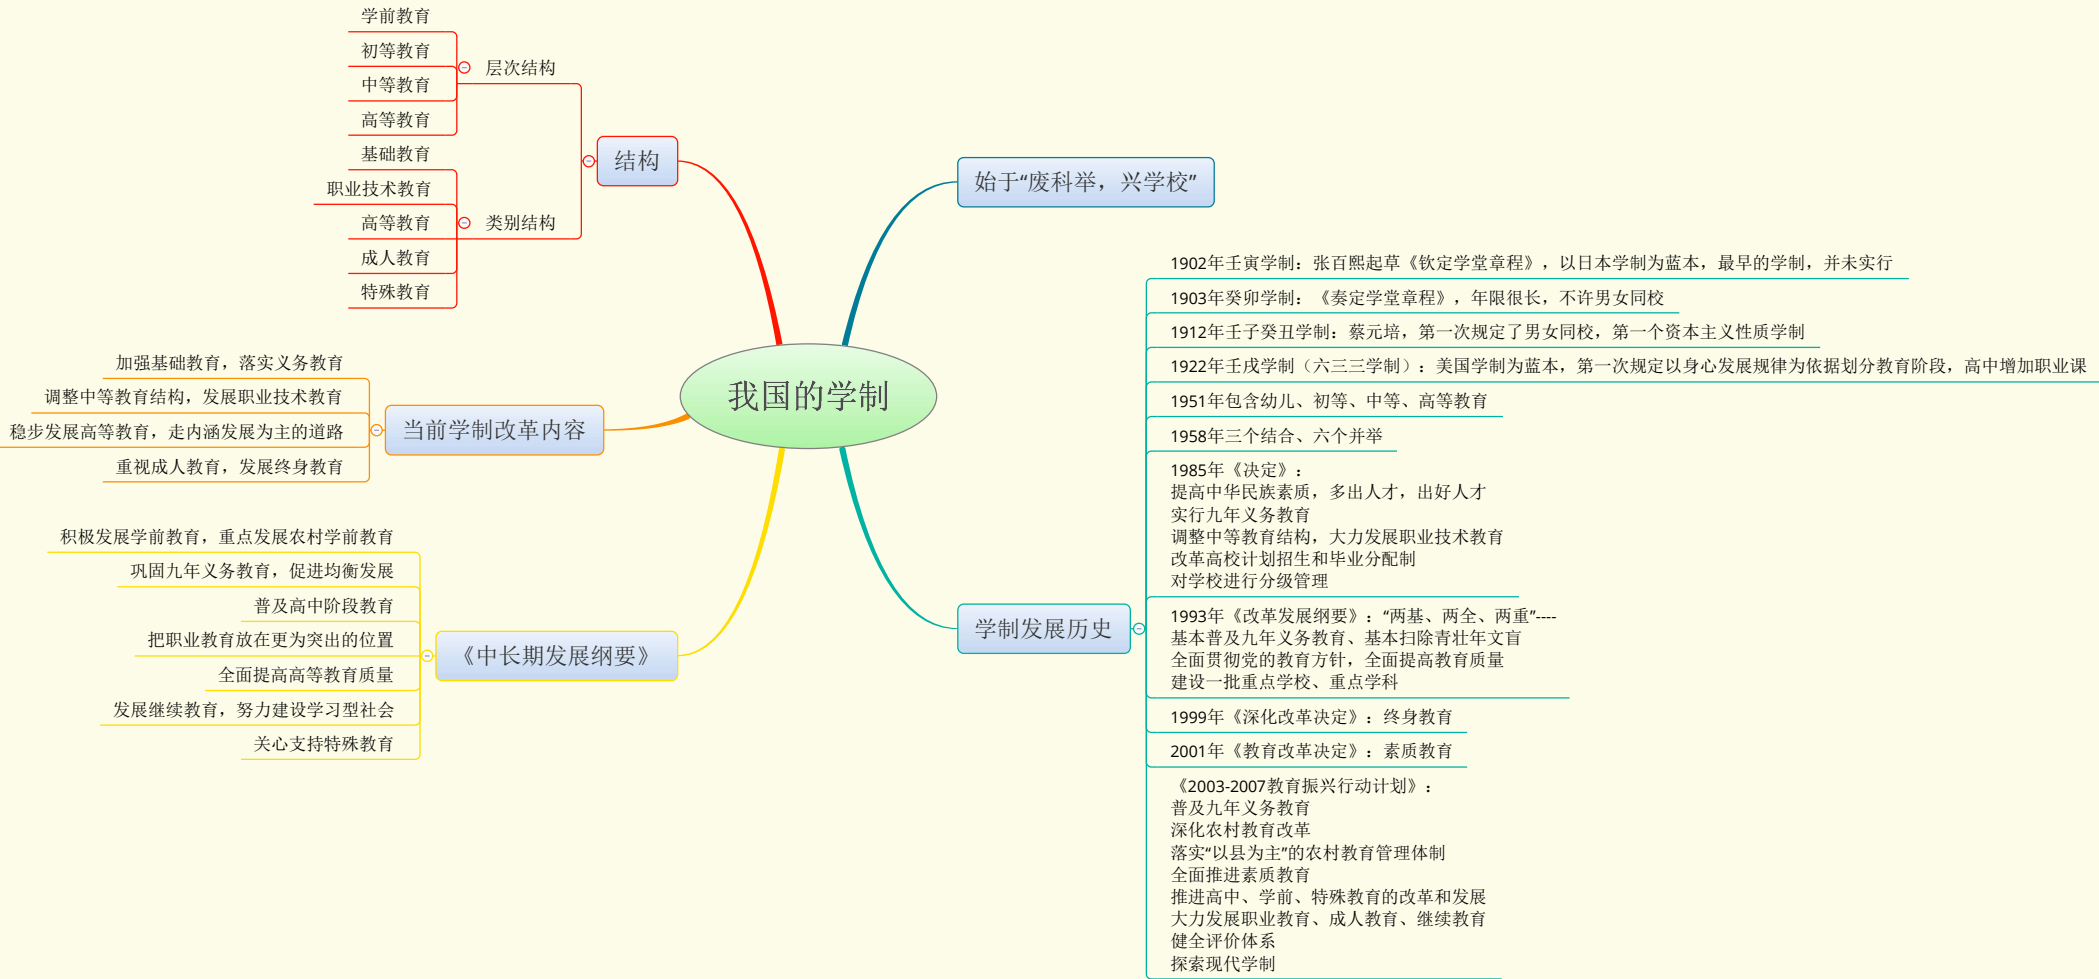 我国的学制
始于“废科举，兴学校”
学制发展历史
1902年壬寅学制：张百熙起草《钦定学堂章程》，以日本学制为蓝本，最早的学制，并未实行
1903年癸卯学制：《奏定学堂章程》，年限很长，不许男女同校
1912年壬子癸丑学制：蔡元培，第一次规定了男女同校，第一个资本主义性质学制
1922年壬戌学制（六三三学制）：美国学制为蓝本，第一次规定以身心发展规律为依据划分教育阶段，高中增加职业课
1951年包含幼儿、初等、中等、高等教育
1958年三个结合、六个并举
1985年《决定》：
提高中华民族素质，多出人才，出好人才
实行九年义务教育
调整中等教育结构，大力发展职业技术教育
改革高校计划招生和毕业分配制
对学校进行分级管理
1993年《改革发展纲要》：“两基、两全、两重”----
基本普及九年义务教育、基本扫除青壮年文盲
全面贯彻党的教育方针，全面提高教育质量
建设一批重点学校、重点学科
1999年《深化改革决定》：终身教育
2001年《教育改革决定》：素质教育
《2003-2007教育振兴行动计划》：
普及九年义务教育
深化农村教育改革
落实“以县为主”的农村教育管理体制
全面推进素质教育
推进高中、学前、特殊教育的改革和发展
大力发展职业教育、成人教育、继续教育
健全评价体系
探索现代学制
结构
层次结构
学前教育
初等教育
中等教育
高等教育
类别结构
基础教育
职业技术教育
高等教育
成人教育
特殊教育
当前学制改革内容
加强基础教育，落实义务教育
调整中等教育结构，发展职业技术教育
稳步发展高等教育，走内涵发展为主的道路
重视成人教育，发展终身教育
《中长期发展纲要》
积极发展学前教育，重点发展农村学前教育
巩固九年义务教育，促进均衡发展
普及高中阶段教育
把职业教育放在更为突出的位置
全面提高高等教育质量
发展继续教育，努力建设学习型社会
关心支持特殊教育